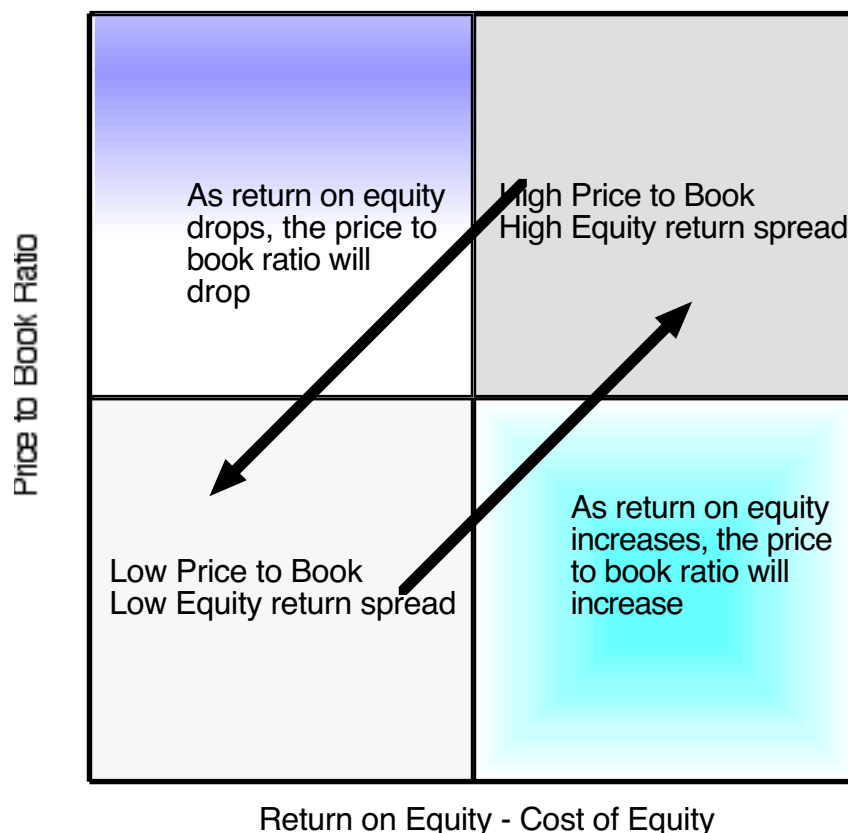 Price to Book Ratio
As return on equity
drops, the price to
book ratio will
drop
High Price to Book
High Equity return spread
Low Price to Book
Low Equity return spread
As return on equity
increases, the price
to book ratio will
increase
Return on Equity - Cost of Equity